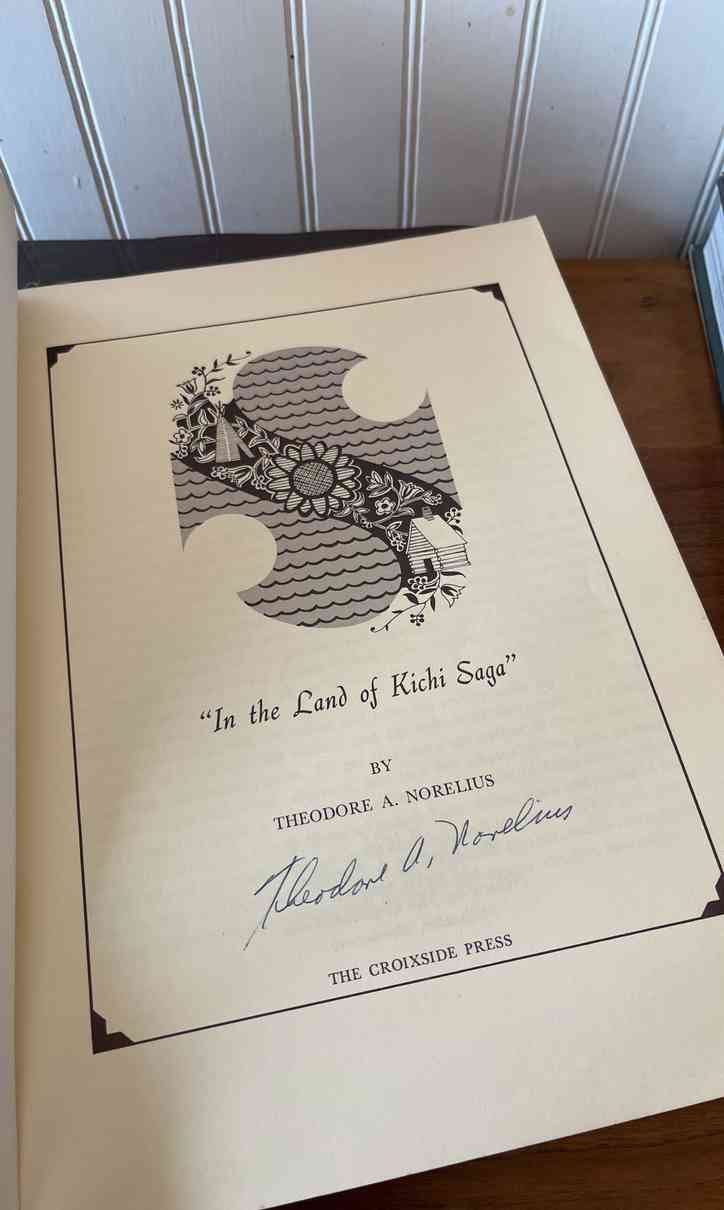 “In the Land of Kichi Saga”
BY
THEODORE A. NORELIUS
Theodore A. Norelius
THE CROIXSIDE PRESS